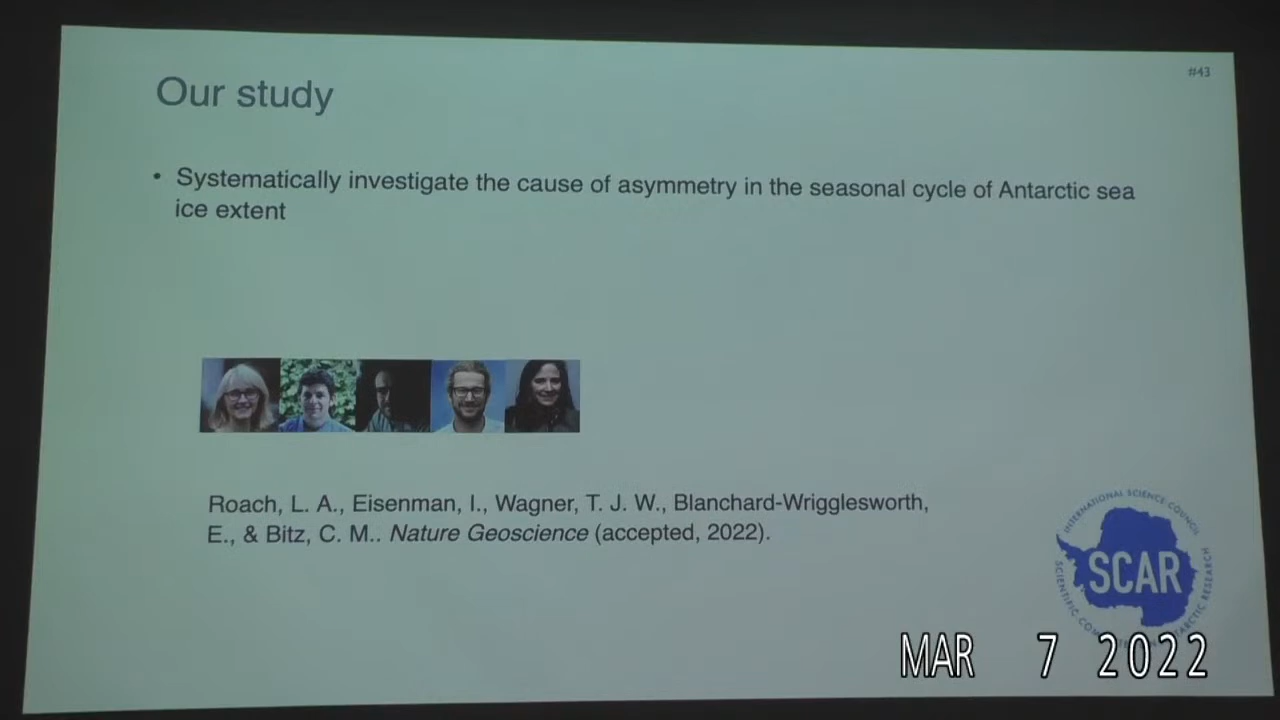 #43
Our study
• Systematically investigate the cause of asymmetry in the seasonal cycle of Antarctic sea
ice extent
Roach, L. A., Eisenman, I., Wagner, T. J. W., Blanchard-Wrigglesworth,
E., & Bitz, C. M.. Nature Geoscience (accepted, 2022).
INTERNATIONAL SCIENCE COUNCIL
SCAR
SCIENTIFIC
ANTARCTIC RESEARCH
MAR 7 2022